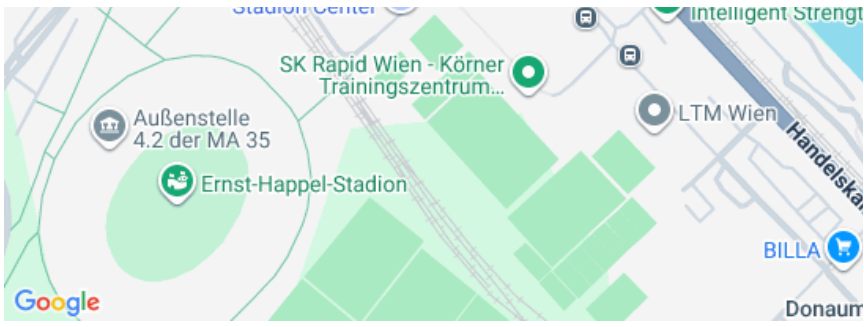 Stadion Center
Intelligent Strengt
SK Rapid Wien - Körner
Trainingszentrum...
LTM Wien
Außenstelle
4.2 der MA 35
Handelskai
Ernst-Happel-Stadion
BILLA
Google
Donaum